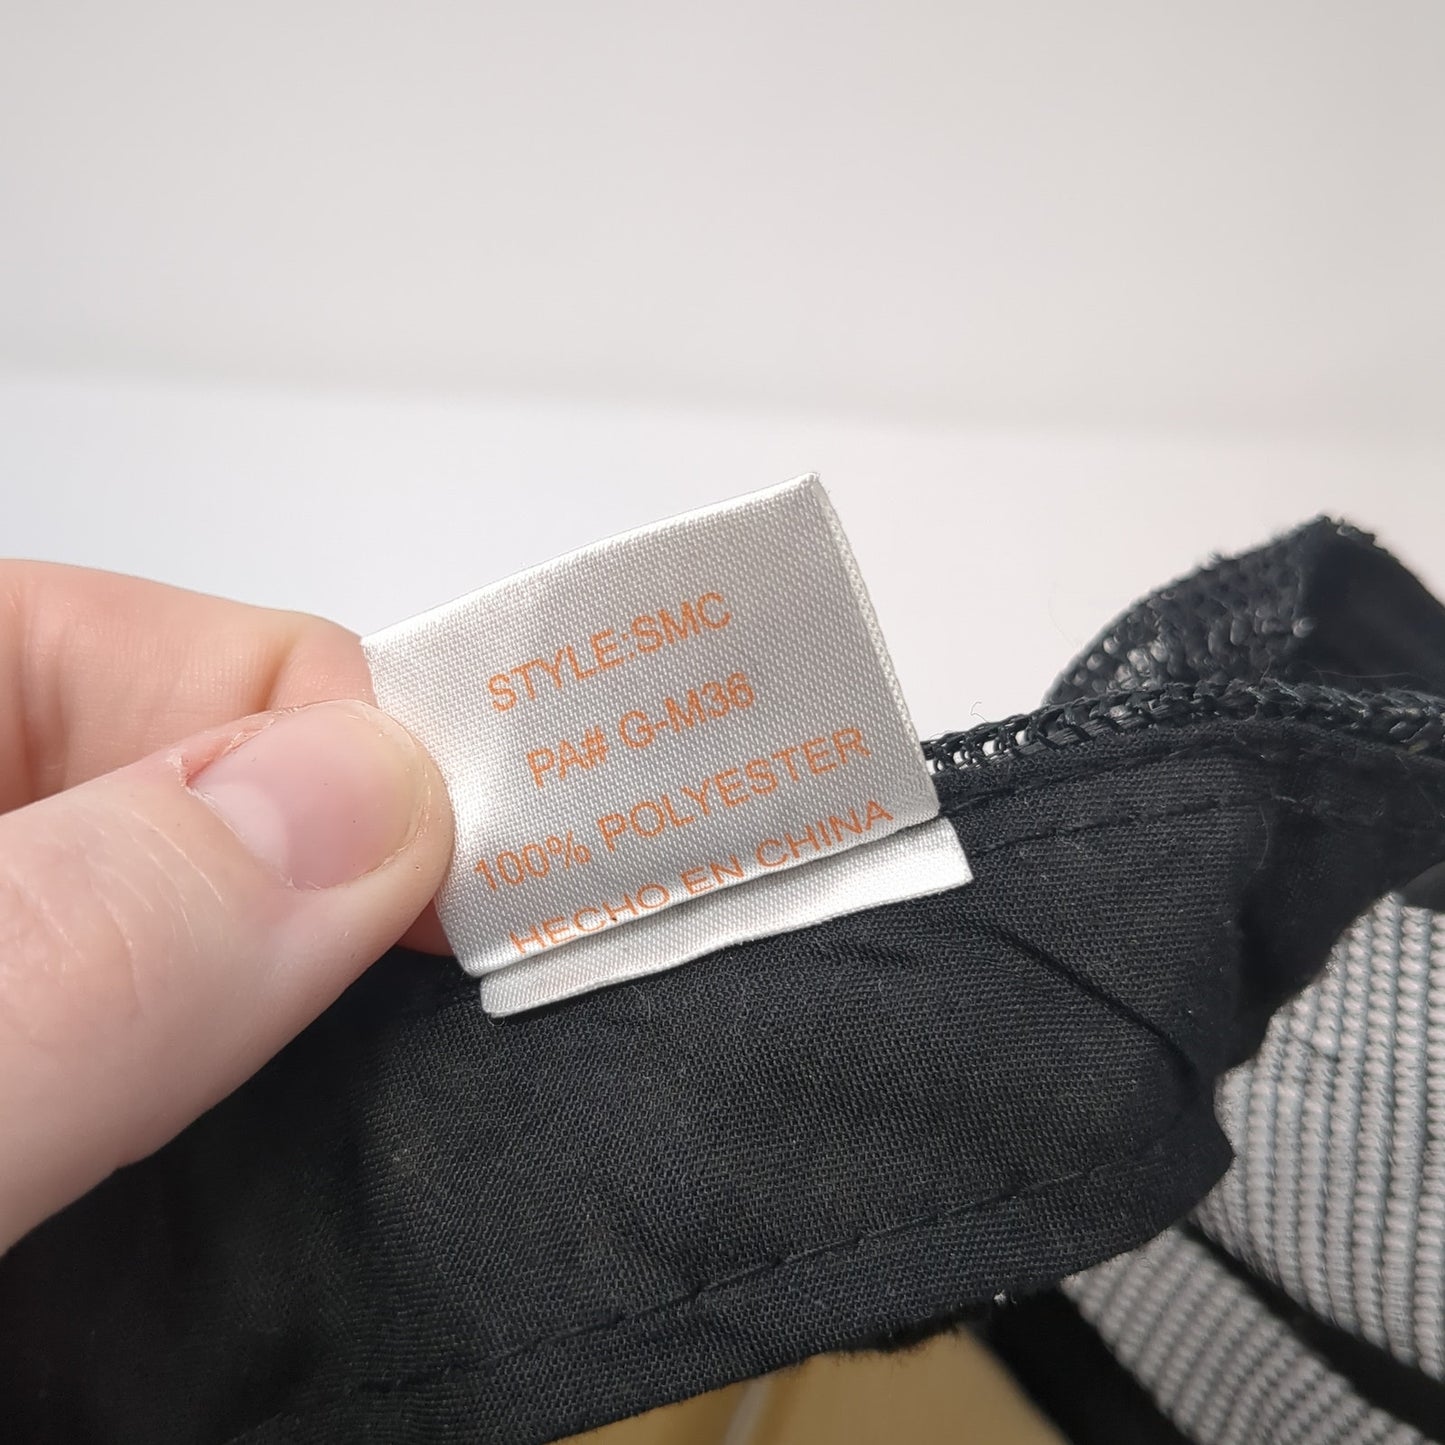 STYLE:SMC
PA# G-M36
100% POLYESTER
HECHO EN CHINA